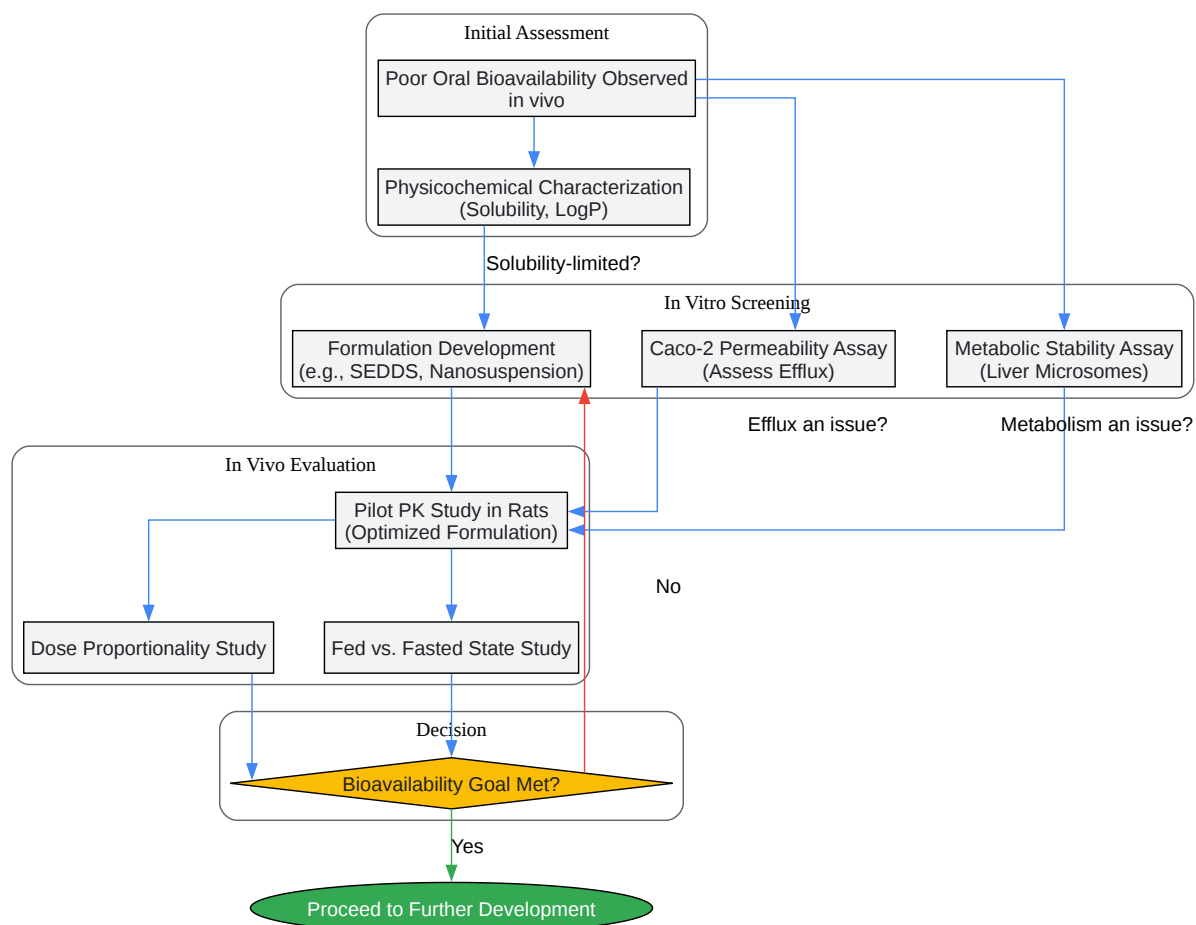 Initial Assessment
Poor Oral Bioavailability Observed
in vivo
Physicochemical Characterization
(Solubility, LogP)
Solubility-limited?
In Vitro Screening
Formulation Development
(e.g., SEDDS, Nanosuspension)
Caco-2 Permeability Assay
(Assess Efflux)
Metabolic Stability Assay
(Liver Microsomes)
Efflux an issue?
Metabolism an issue?
In Vivo Evaluation
Pilot PK Study in Rats
(Optimized Formulation)
No
Dose Proportionality Study
Fed vs. Fasted State Study
Decision
Bioavailability Goal Met?
Yes
Proceed to Further Development